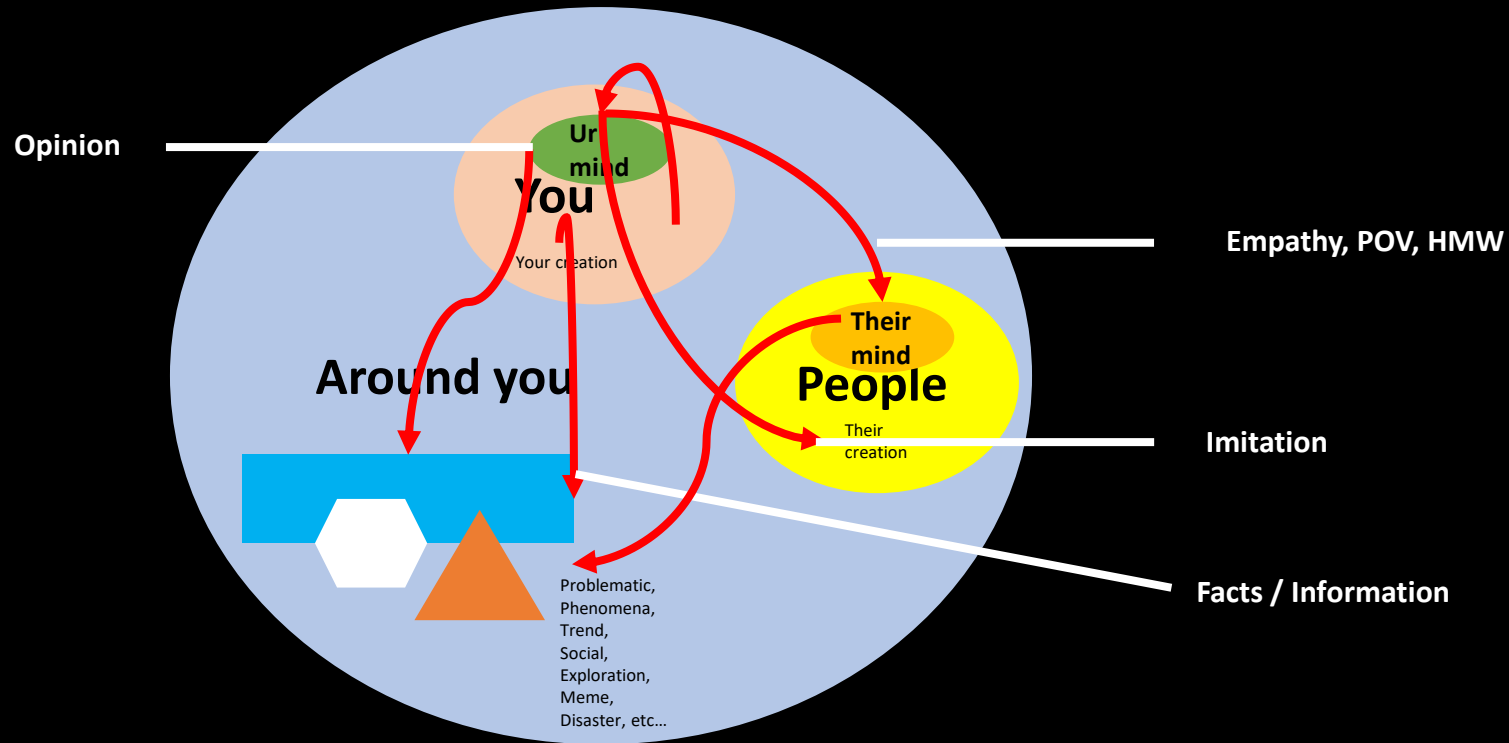 Opinion
Ur
mind
You
Your creation
Empathy, POV, HMW
Their
mind
People
Their
creation
Around you
Imitation
Facts / Information
Problematic,
Phenomena,
Trend,
Social,
Exploration,
Meme,
Disaster, etc...